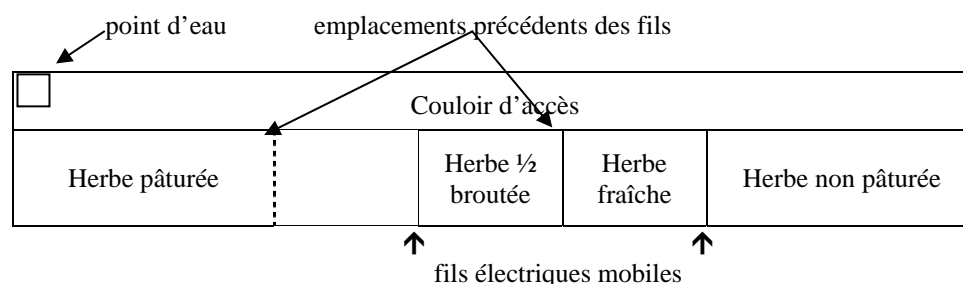 point d'eau emplacements précédents des fils
Couloir d'accès
Herbe pâturée
Herbe ½
broutée
Herbe
fraîche
Herbe non pâturée
fils électriques mobiles